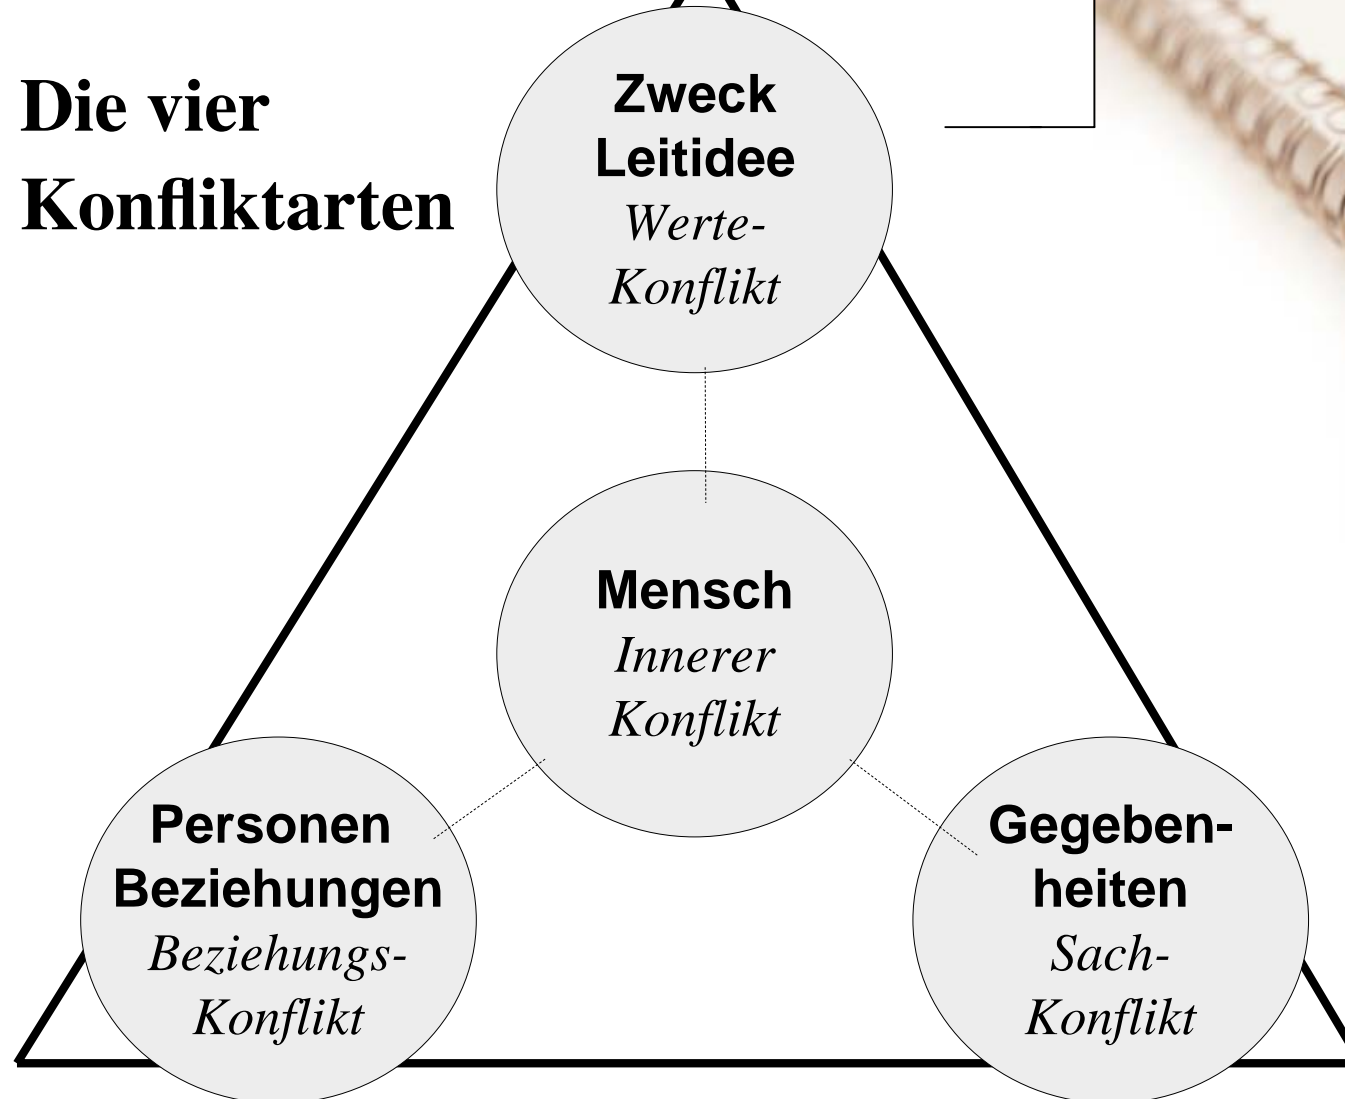 Die vier
Konfliktarten
Zweck
Leitidee
Werte-
Konflikt
Mensch
Innerer
Konflikt
Personen
Beziehungen
Beziehungs-
Konflikt
Gegeben-
heiten
Sach-
Konflikt